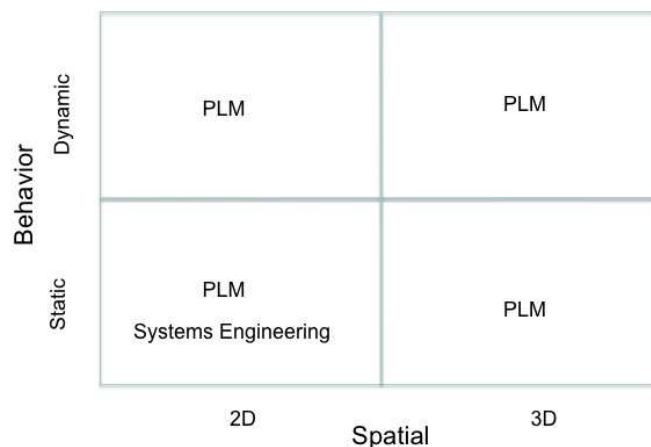 Behavior
Dynamic
PLM
PLM
Static
PLM
Systems Engineering
PLM
2D
3D
Spatial